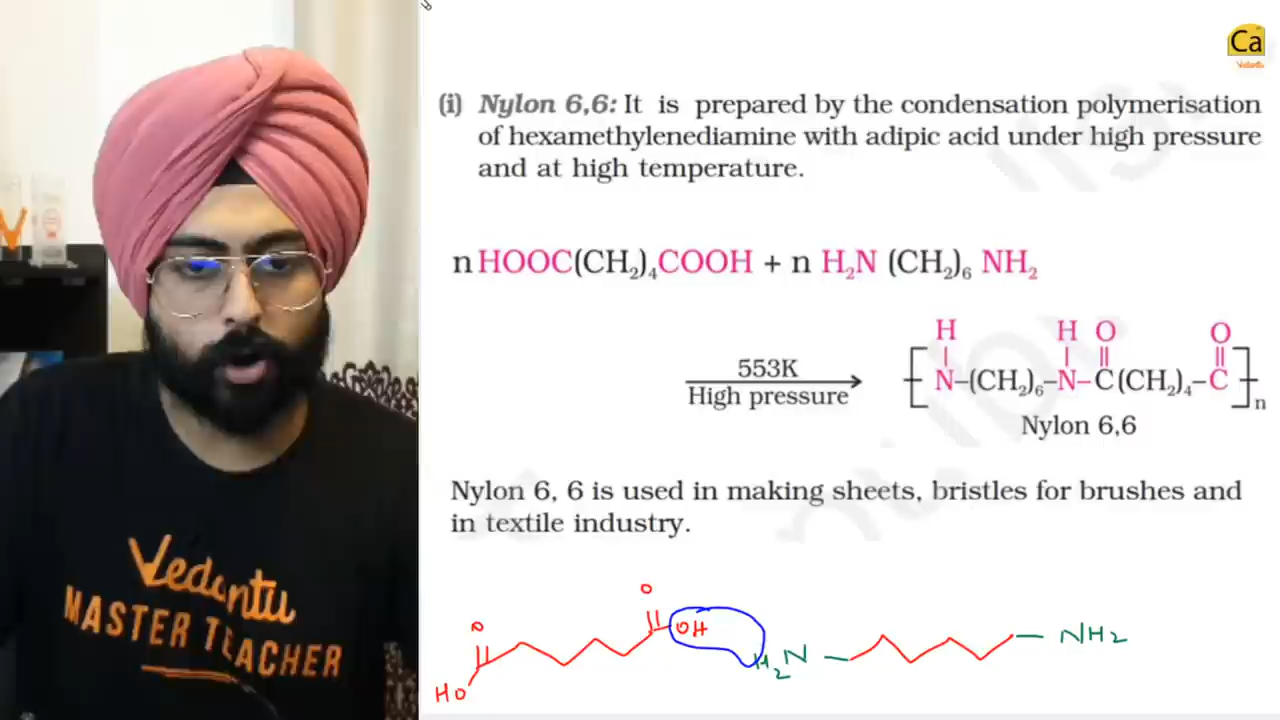 Ca
Vedantu
(i) Nylon 6,6: It is prepared by the condensation polymerisation
of hexamethylenediamine with adipic acid under high pressure
and at high temperature.
n HOOC(CH₂)₄COOH + n H₂N (CH₂)₆ NH₂
H H O O
553K
N–(CH₂)₆–N–C(CH₂)₄–C
High pressure
n
Nylon 6,6
Nylon 6, 6 is used in making sheets, bristles for brushes and
in textile industry.
Vedantu
MASTER TEACHER
O
O
OH
H₂N
NH₂
HO